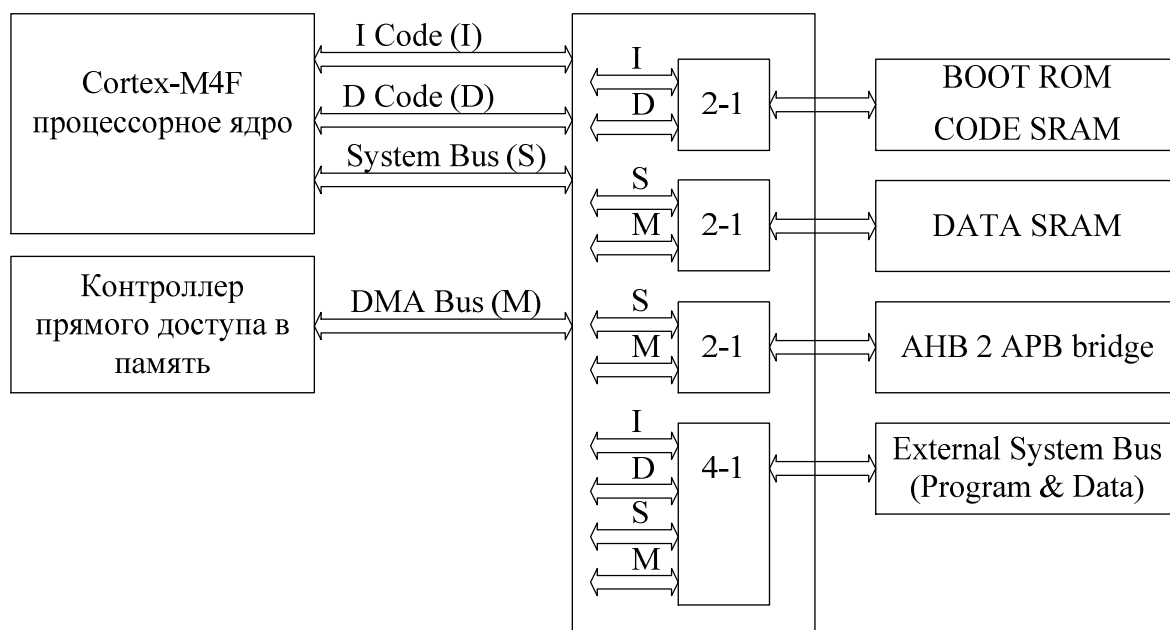 Cortex-M4F
процессорное ядро
I Code (I)
D Code (D)
System Bus (S)
Контроллер
прямого доступа в
память
DMA Bus (M)
I
D
2-1
BOOT ROM
CODE SRAM
S
M
2-1
DATA SRAM
S
M
2-1
AHB 2 APB bridge
I
D
S
M
4-1
External System Bus
(Program & Data)